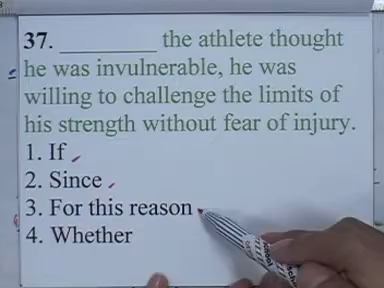 37. ________ the athlete thought
he was invulnerable, he was
willing to challenge the limits of
his strength without fear of injury.
1. If
2. Since
3. For this reason
4. Whether